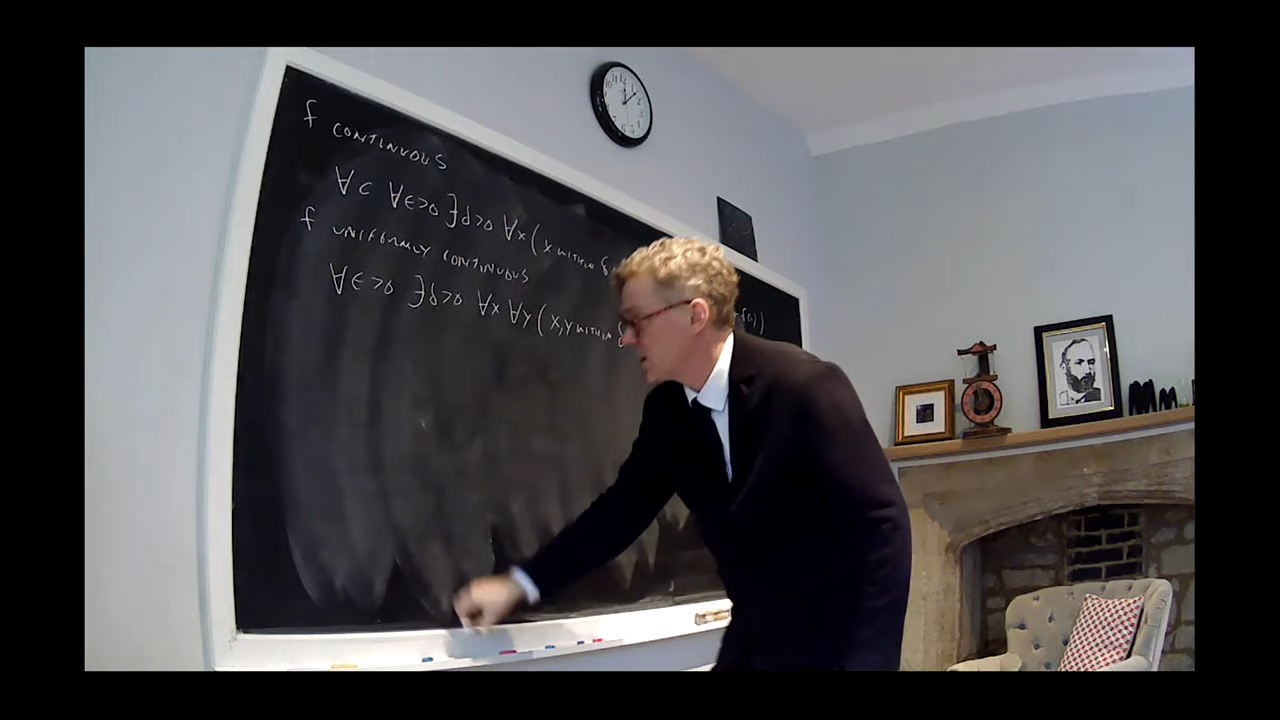 f CONTINUOUS
∀c ∀ϵ>0 ∃δ>0 ∀x (x WITHIN δ
f UNIFORMLY CONTINUOUS
∀ϵ>0 ∃δ>0 ∀x ∀y (x,y WITHIN δ